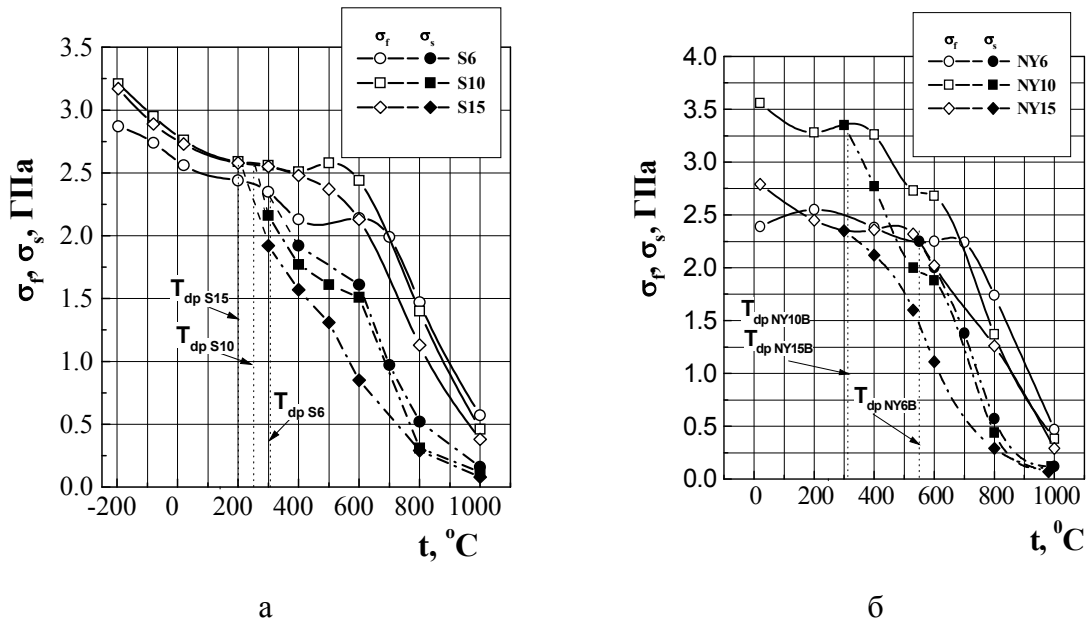 σf σs
S6
S10
S15
3.5
3.0
2.5
2.0
1.5
1.0
0.5
0.0
σf, σs, ГПа
Tdp S15
Tdp S10
Tdp S6
-200 0 200 400 600 800 1000
t, °C
а
σf σs
NY6
NY10
NY15
4.0
3.5
3.0
2.5
2.0
1.5
1.0
0.5
0.0
σf, σs, ГПа
Tdp NY10B
Tdp NY15B
Tdp NY6B
0 200 400 600 800 1000
t, ⁰C
б